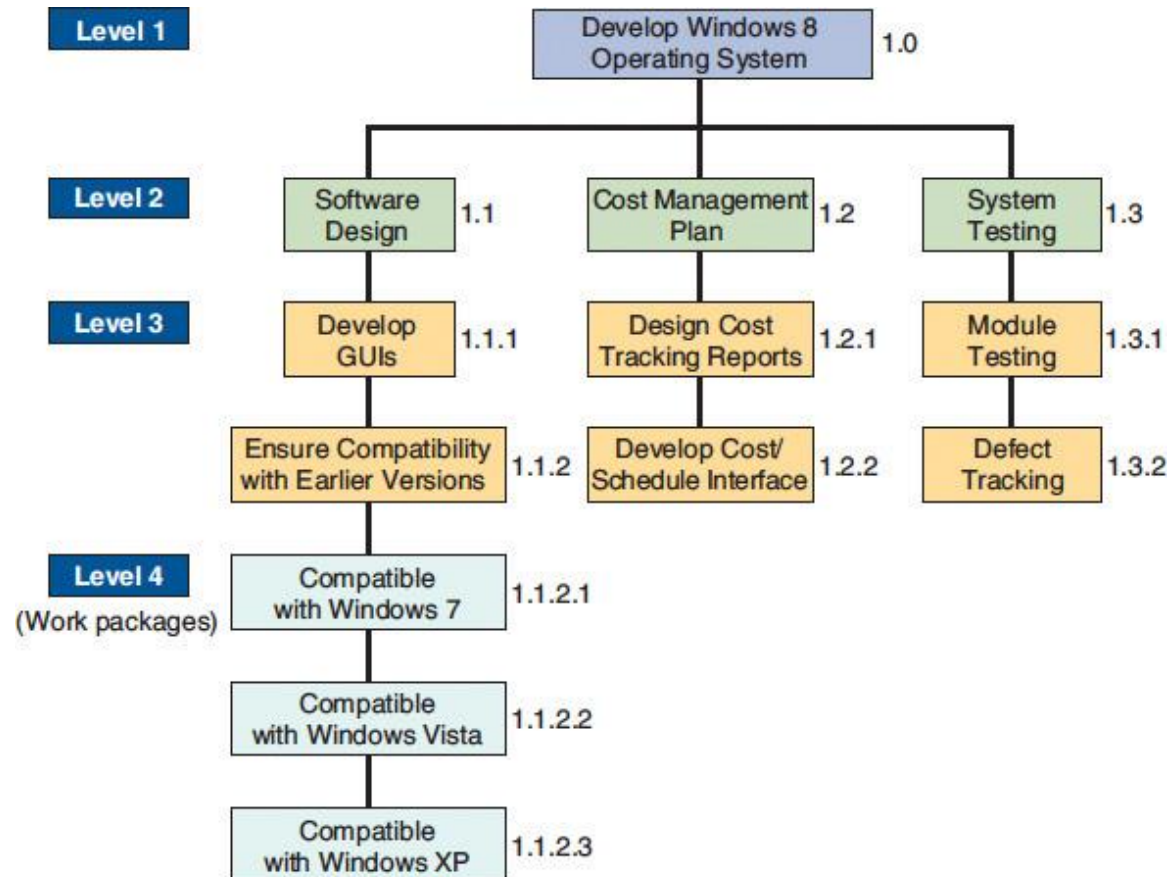 Level 1
Develop Windows 8
Operating System
1.0
Level 2
Software
Design
1.1
Cost Management
Plan
1.2
System
Testing
1.3
Level 3
Develop
GUIs
1.1.1
Design Cost
Tracking Reports
1.2.1
Module
Testing
1.3.1
Ensure Compatibility
with Earlier Versions
1.1.2
Develop Cost/
Schedule Interface
1.2.2
Defect
Tracking
1.3.2
Level 4
(Work packages)
Compatible
with Windows 7
1.1.2.1
Compatible
with Windows Vista
1.1.2.2
Compatible
with Windows XP
1.1.2.3